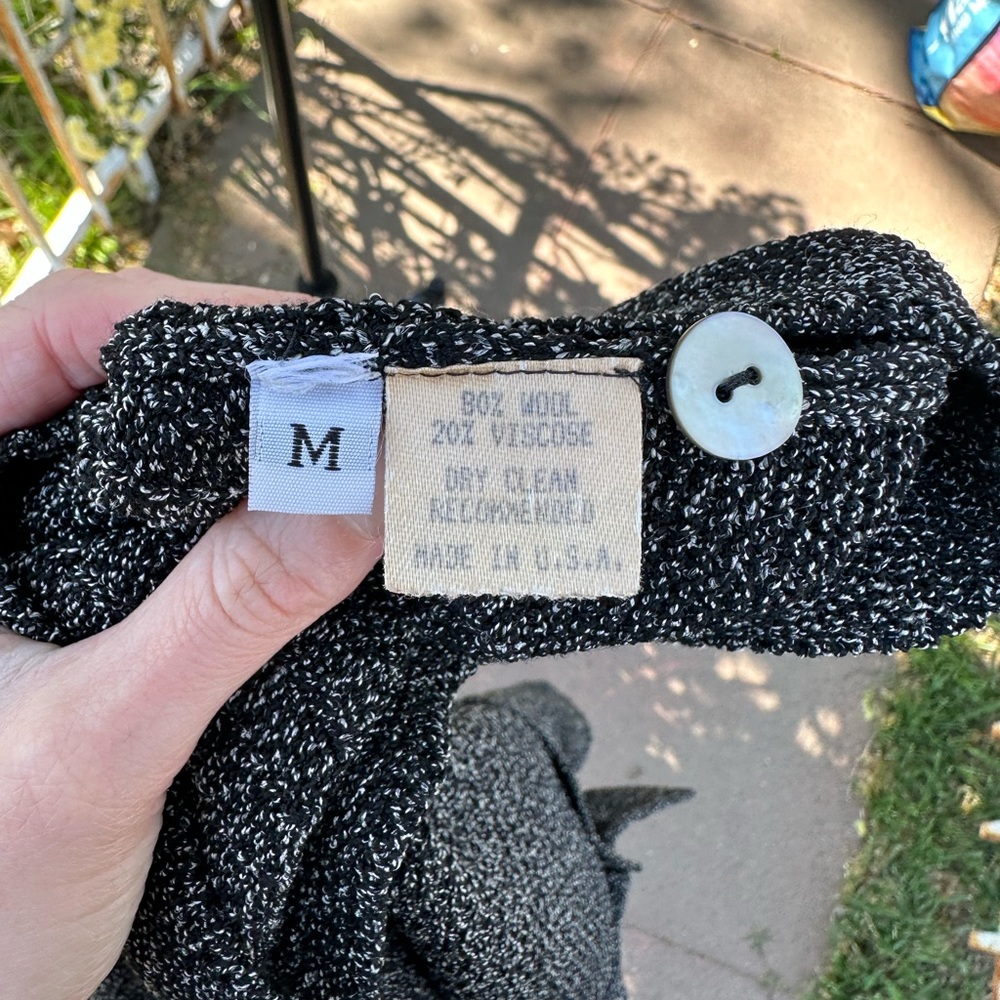 M
80% WOOL
20% VISCOSE
DRY CLEAN
RECOMMENDED
MADE IN U.S.A.